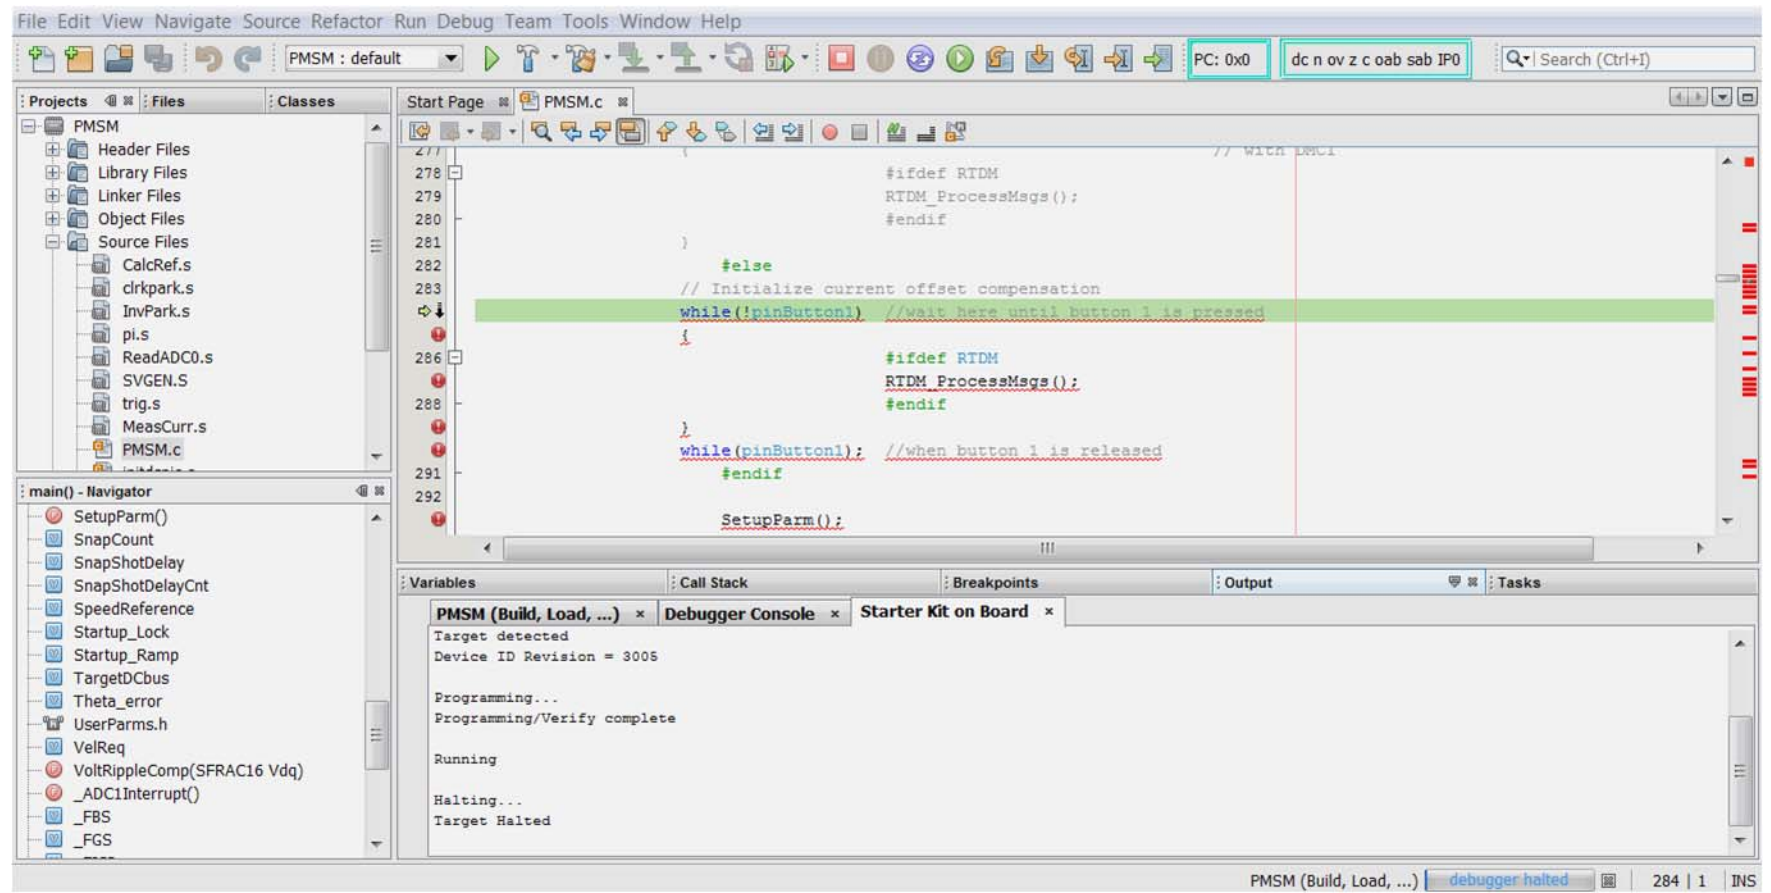 File Edit View Navigate Source Refactor Run Debug Team Tools Window Help
PMSM : default
PC: 0x0
dc n ov z c oab sab IP0
Search (Ctrl+I)
Projects Files Classes
PMSM
Header Files
Library Files
Linker Files
Object Files
Source Files
CalcRef.s
clrkpark.s
InvPark.s
pi.s
ReadADC0.s
SVGEN.S
trig.s
MeasCurr.s
PMSM.c
main() - Navigator
SetupParm()
SnapCount
SnapShotDelay
SnapShotDelayCnt
SpeedReference
Startup_Lock
Startup_Ramp
TargetDCbus
Theta_error
UserParms.h
VelReq
VoltRippleComp(SFRAC16 Vdq)
_ADC1Interrupt()
_FBS
_FGS
Start Page PMSM.c
277 { // with DMCI
278 #ifdef RTDM
279 RTDM_ProcessMsgs();
280 #endif
281 }
282 #else
283 // Initialize current offset compensation
while(!pinButton1) //wait here until button 1 is pressed
{
286 #ifdef RTDM
RTDM_ProcessMsgs();
288 #endif
}
while(pinButton1); //when button 1 is released
291 #endif
292
SetupParm();
Variables Call Stack Breakpoints Output Tasks
PMSM (Build, Load, ...) × Debugger Console × Starter Kit on Board ×
Target detected
Device ID Revision = 3005
Programming...
Programming/Verify complete
Running
Halting...
Target Halted
PMSM (Build, Load, ...) debugger halted 284 | 1 INS